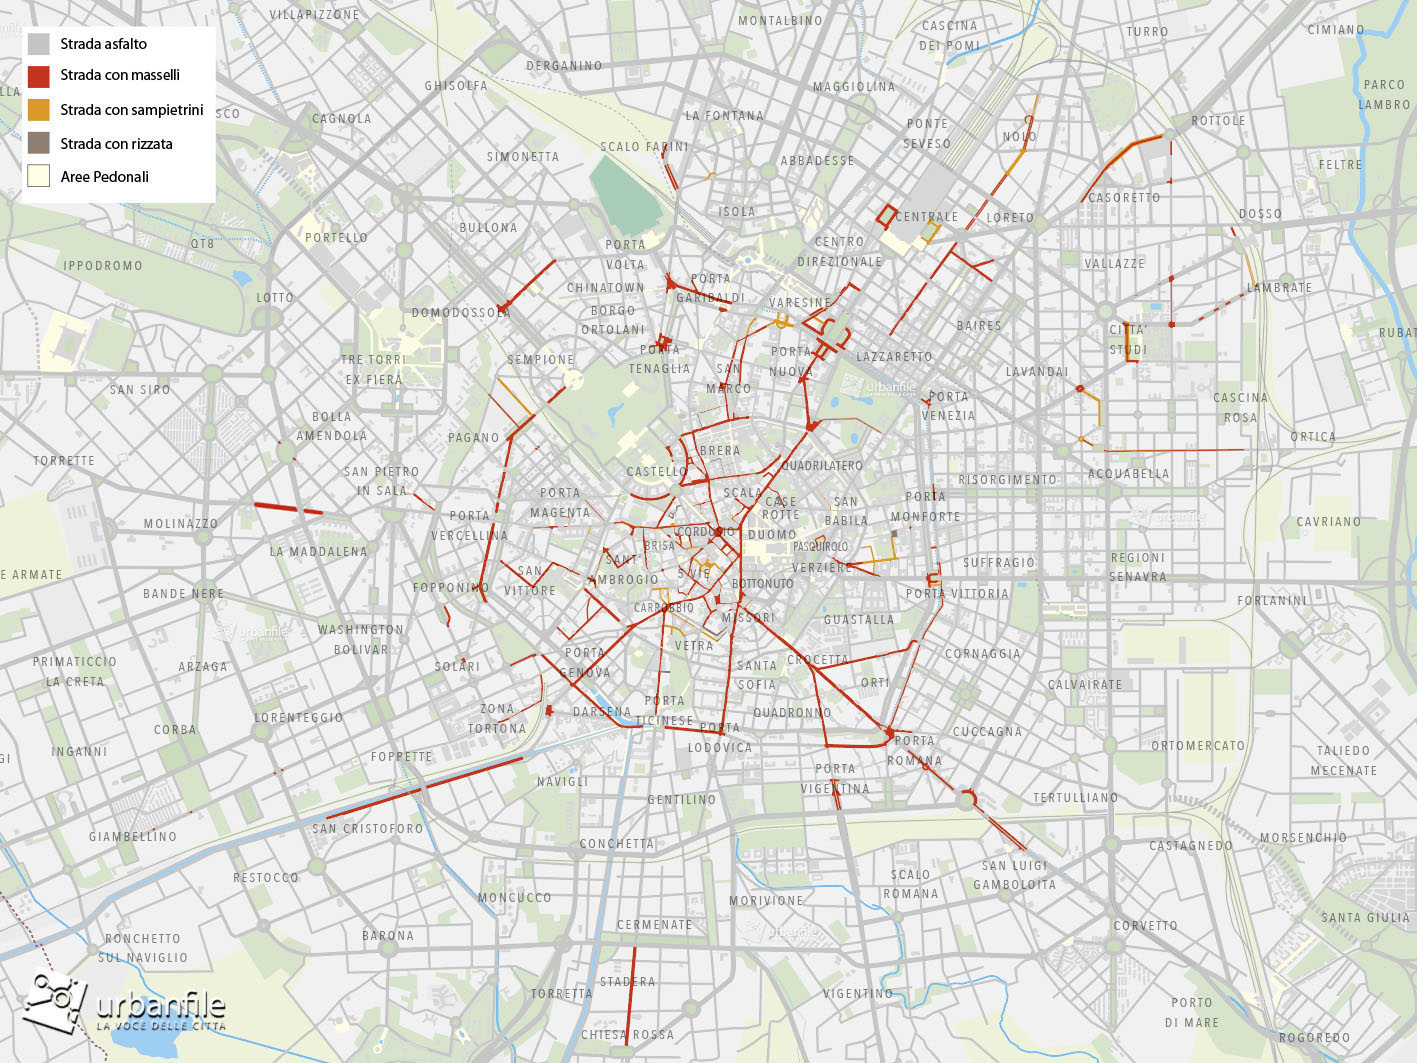 Strada asfalto
Strada con masselli
Strada con sampietrini
Strada con rizzata
Aree Pedonali
VILLAPIZZONE
MONTALBINO
CASCINA
DEI POMI
TURRO
CIMIANO
DERGANINO
GHISOLFA
MAGGIOLINA
PARCO
LAMBRO
CAGNOLA
LA FONTANA
PONTE
SEVESO
NOLO
ROTTOLE
SIMONETTA
SCALO FARINI
ABBADESSE
FELTRE
CASORETTO
ISOLA
CENTRALE
LORETO
DOSSO
PORTELLO
BULLONA
QT8
PORTA
VOLTA
CENTRO
DIREZIONALE
IPPODROMO
VALLAZZE
LOTTO
CHINATOWN
PORTA
GARIBALDI
VARESINE
LAMBRATE
DOMODOSSOLA
BORGO
ORTOLANI
BAIRES
CITTA'
STUDI
RUBAT
TRE TORRI
EX FIERA
SEMPIONE
PORTA
TENAGLIA
SAN
MARCO
PORTA
NUOVA
LAZZARETTO
LAVANDAI
SAN SIRO
urbanfile
BOLLA
AMENDOLA
PORTA
VENEZIA
CASCINA
ROSA
PAGANO
BRERA
ORTICA
TORRETTE
SAN PIETRO
IN SALA
CASTELLO
QUADRILATERO
ACQUABELLA
RISORGIMENTO
PORTA
MAGENTA
SCALA
CASE
ROTTE
SAN
BABILA
PORTA
MONFORTE
MOLINAZZO
PORTA
VERCELLINA
CORDUSIO
DUOMO
urbanfile
CAVRIANO
LA MADDALENA
BRISA
PASQUIROLO
E ARMATE
SAN
VITTORE
SANT'
AMBROGIO
S.VIE
VERZIERE
SUFFRAGIO
REGIONI
SENAVRA
BANDE NERE
FOPPONINO
BOTTONUTO
PORTA VITTORIA
FORLANINI
CARROBBIO
MISSORI
GUASTALLA
urbanfile
WASHINGTON
BOLIVAR
VETRA
PRIMATICCIO
LA CRETA
ARZAGA
SOLARI
PORTA
GENOVA
SANTA
SOFIA
CROCETTA
CORNAGGIA
ORTI
CALVAIRATE
CORBA
LORENTEGGIO
ZONA
TORTONA
DARSENA
PORTA
TICINESE
PORTA
LODOVICA
QUADRONNO
CUCCAGNA
INGANNI
FOPPETTE
PORTA
ROMANA
ORTOMERCATO
TALIEDO
MECENATE
NAVIGLI
GENTILINO
PORTA
VIGENTINA
TERTULLIANO
GIAMBELLINO
SAN CRISTOFORO
CONCHETTA
MORSENCHIO
CASTAGNEDO
RESTOCCO
SAN LUIGI
GAMBOLOITA
SCALO
ROMANA
MONCUCCO
MORIVIONE
SANTA GIULIA
CERMENATE
CORVETTO
RONCHETTO
SUL NAVIGLIO
BARONA
urbanfile
STADERA
TORRETTA
VIGENTINO
PORTO
DI MARE
CHIESA ROSSA
ROGOREDO
urbanfile
LA VOCE DELLE CITTÀ